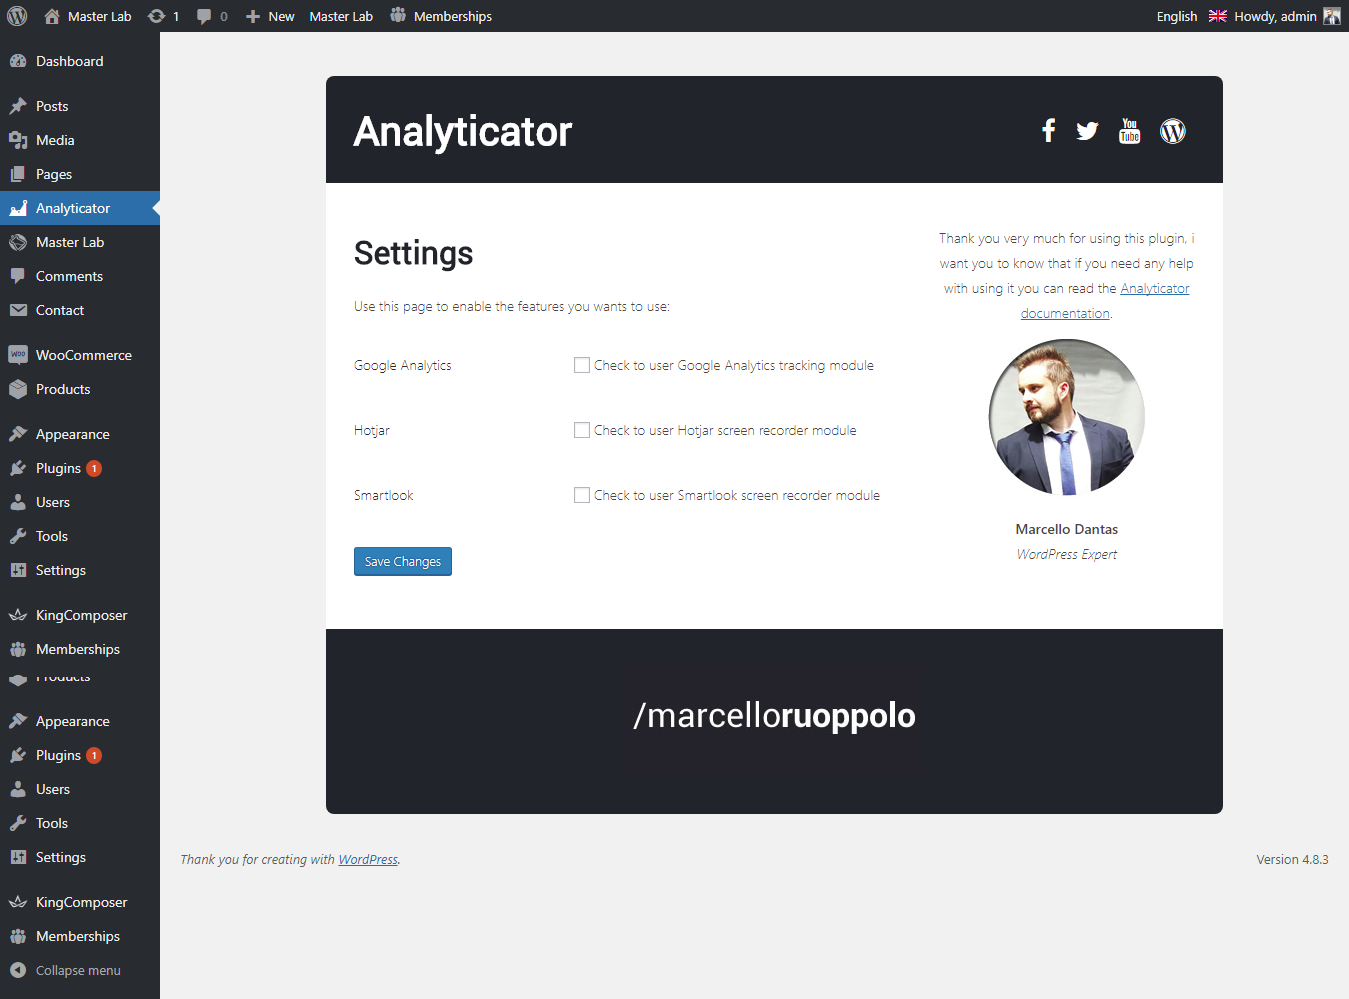 Master Lab 1 0 New Master Lab Memberships English Howdy, admin
Dashboard
Posts
Media
Pages
Analyticator
Master Lab
Comments
Contact
WOO WooCommerce
Products
Appearance
Plugins 1
Users
Tools
Settings
KingComposer
Memberships
Products
Appearance
Plugins 1
Users
Tools
Settings
KingComposer
Memberships
Collapse menu
Analyticator
You
Tube
Settings
Use this page to enable the features you wants to use:
Google Analytics Check to user Google Analytics tracking module
Hotjar Check to user Hotjar screen recorder module
Smartlook Check to user Smartlook screen recorder module
Save Changes
Thank you very much for using this plugin, i
want you to know that if you need any help
with using it you can read the Analyticator
documentation.
Marcello Dantas
WordPress Expert
/marcelloruoppolo
Thank you for creating with WordPress. Version 4.8.3